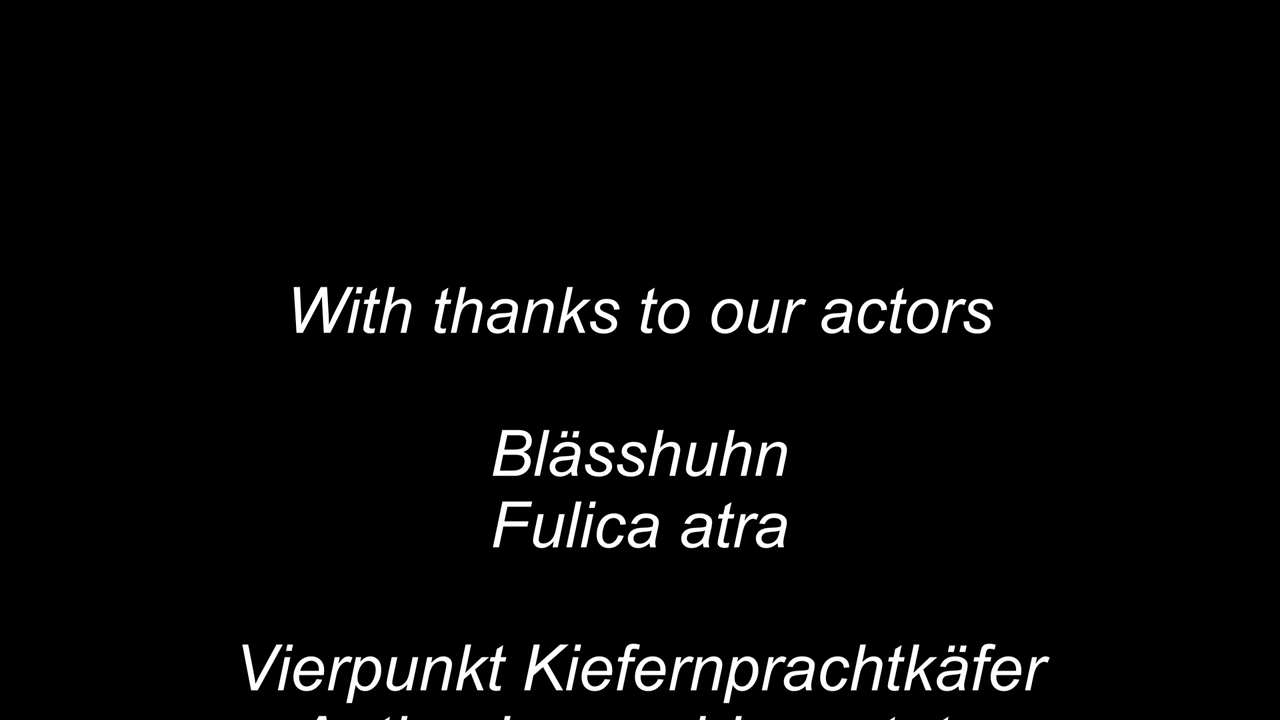 With thanks to our actors
Blässhuhn
Fulica atra
Vierpunkt Kiefernprachtkäfer